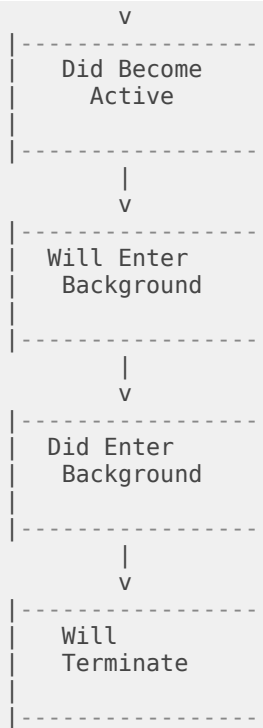 v
|-----------------
|   Did Become
|     Active
|
|-----------------
|
v
|-----------------
|  Will Enter
|   Background
|
|-----------------
|
v
|-----------------
|  Did Enter
|   Background
|
|-----------------
|
v
|-----------------
|   Will
|   Terminate
|
|-----------------